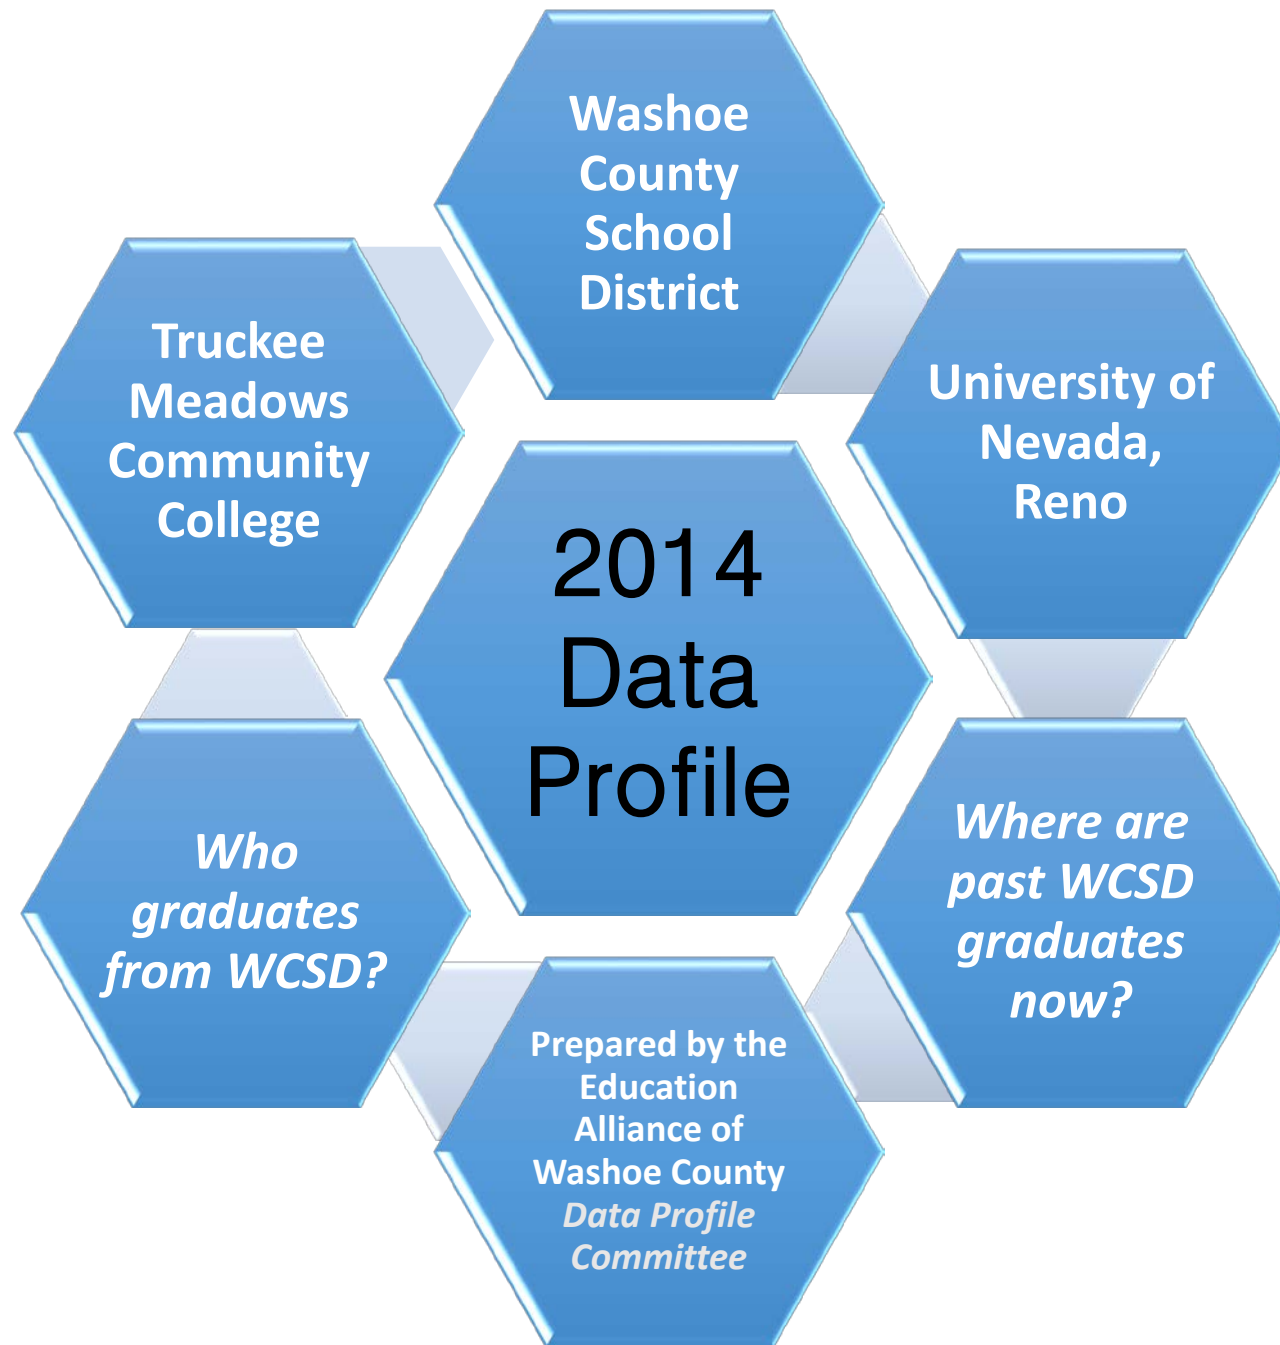 Washoe
County
School
District
Truckee
Meadows
Community
College
University of
Nevada,
Reno
2014
Data
Profile
Who
graduates
from WCSD?
Where are
past WCSD
graduates
now?
Prepared by the
Education
Alliance of
Washoe County
Data Profile
Committee